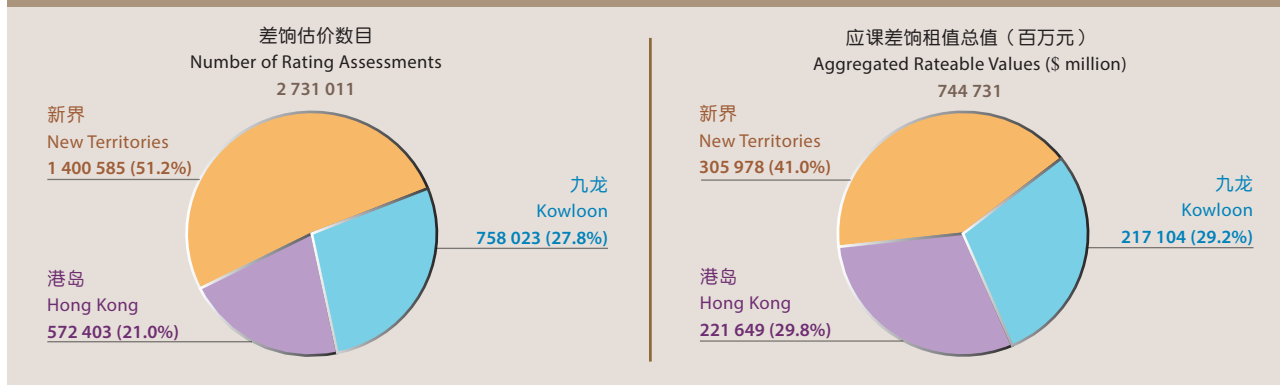 差饷估价数目
Number of Rating Assessments
2 731 011
新界
New Territories
1 400 585 (51.2%)
九龙
Kowloon
758 023 (27.8%)
港岛
Hong Kong
572 403 (21.0%)
应课差饷租值总值（百万元）
Aggregated Rateable Values ($ million)
744 731
新界
New Territories
305 978 (41.0%)
九龙
Kowloon
217 104 (29.2%)
港岛
Hong Kong
221 649 (29.8%)